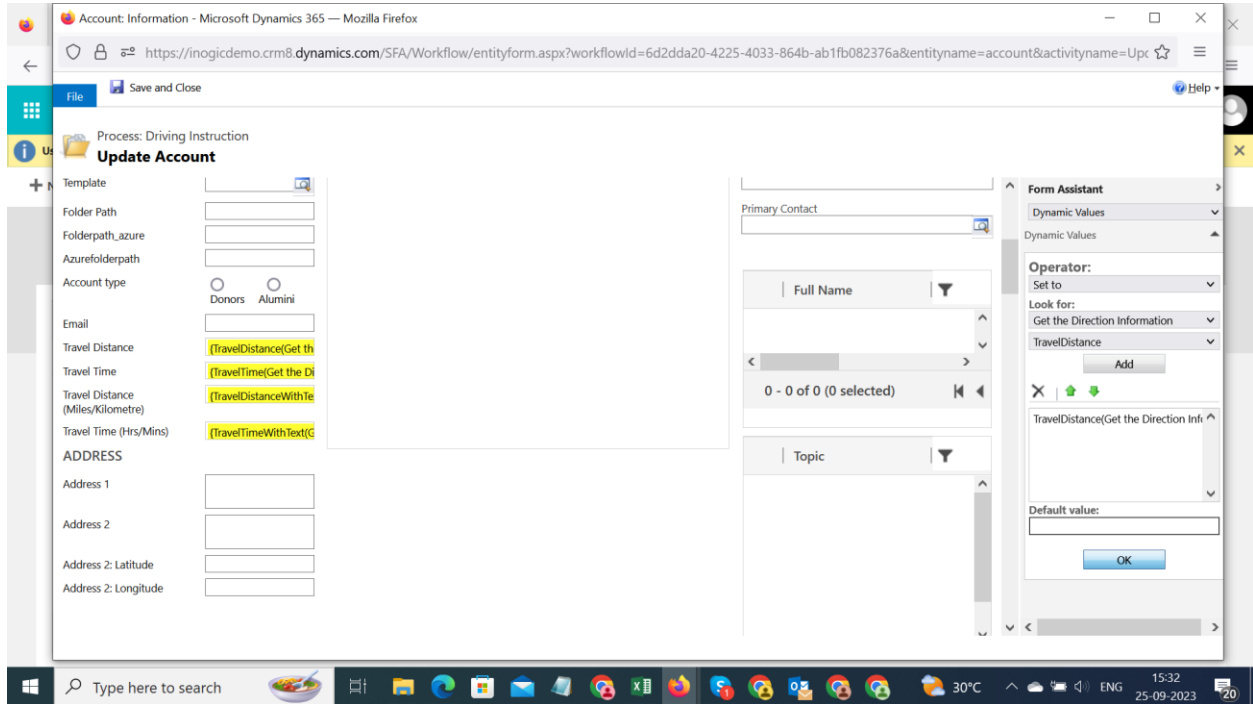 Account: Information - Microsoft Dynamics 365 — Mozilla Firefox
https://inogicdemo.crm8.dynamics.com/SFA/Workflow/entityform.aspx?workflowId=6d2dda20-4225-4033-864b-ab1fb082376a&entityname=account&activityname=Upc
File
Save and Close
Help
Process: Driving Instruction
Update Account
Template
Folder Path
Folderpath_azure
Azurefolderpath
Account type
Donors Alumini
Email
Travel Distance
{TravelDistance(Get th
Travel Time
{TravelTime(Get the Di
Travel Distance
(Miles/Kilometre)
{TravelDistanceWithTe
Travel Time (Hrs/Mins)
{TravelTimeWithText(G
ADDRESS
Address 1
Address 2
Address 2: Latitude
Address 2: Longitude
Primary Contact
Full Name
0 - 0 of 0 (0 selected)
Topic
Form Assistant
Dynamic Values
Dynamic Values
Operator:
Set to
Look for:
Get the Direction Information
TravelDistance
Add
TravelDistance(Get the Direction Info
Default value:
OK
Type here to search
30°C
ENG
15:32
25-09-2023
20